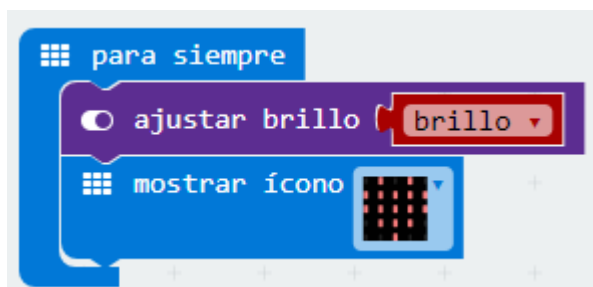 para siempre
ajustar brillo brillo
mostrar ícono